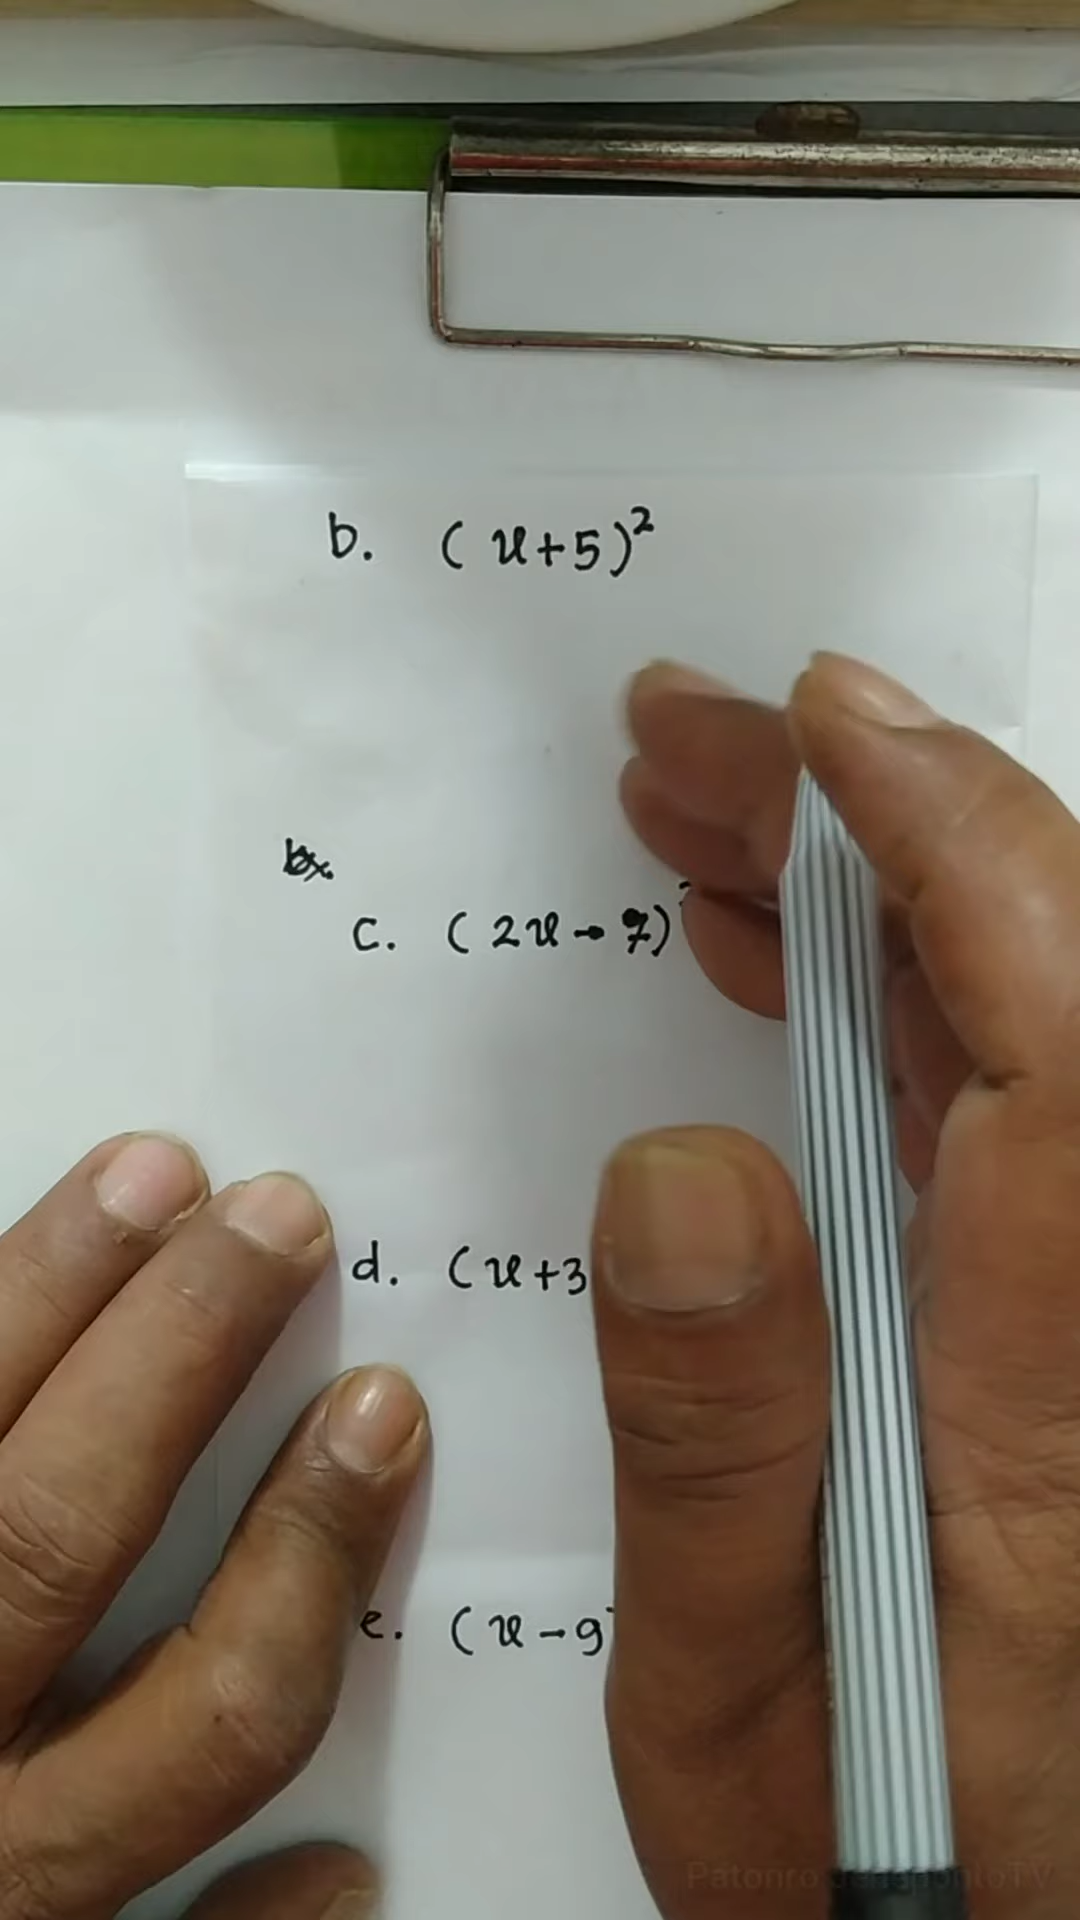 b. (x+5)²
c. (2x-7)
d. (x+3
e. (x-9